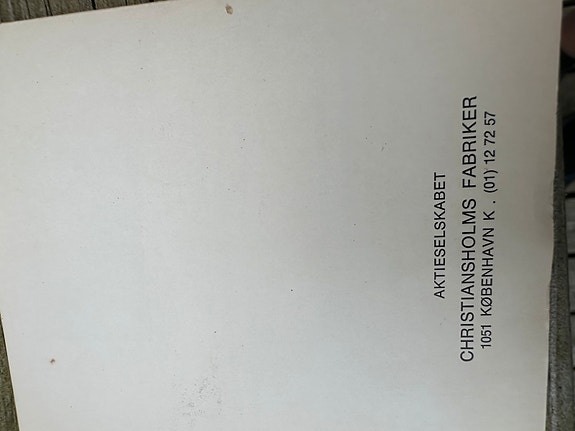 AKTIESELSKABET
CHRISTIANSHOLMS FABRIKER
1051 KØBENHAVN K . (01) 12 72 57